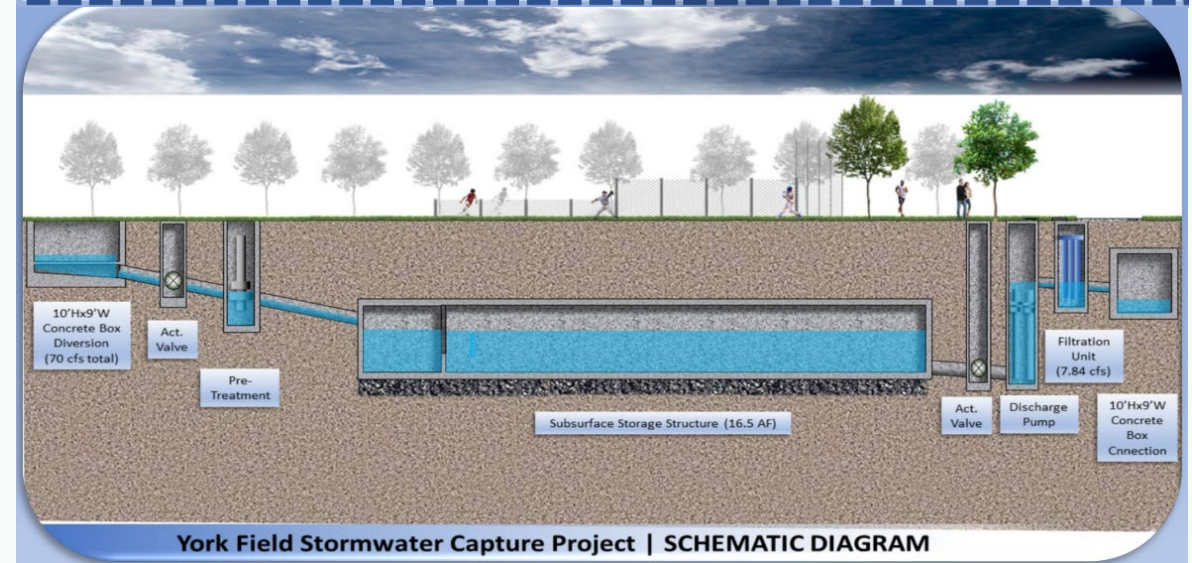 10'Hx9'W
Concrete Box
Diversion
(70 cfs total)
Act.
Valve
Pre-
Treatment
Subsurface Storage Structure (16.5 AF)
Act.
Valve
Discharge
Pump
Filtration
Unit
(7.84 cfs)
10'Hx9'W
Concrete
Box
Cnnection
York Field Stormwater Capture Project | SCHEMATIC DIAGRAM